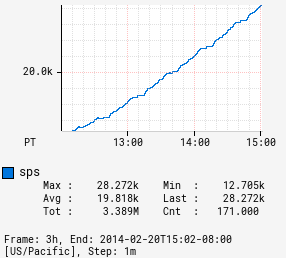 20.0k
PT 13:00 14:00 15:00
sps
Max : 28.272k Min : 12.705k
Avg : 19.818k Last : 28.272k
Tot : 3.389M Cnt : 171.000
Frame: 3h, End: 2014-02-20T15:02-08:00
[US/Pacific], Step: 1m